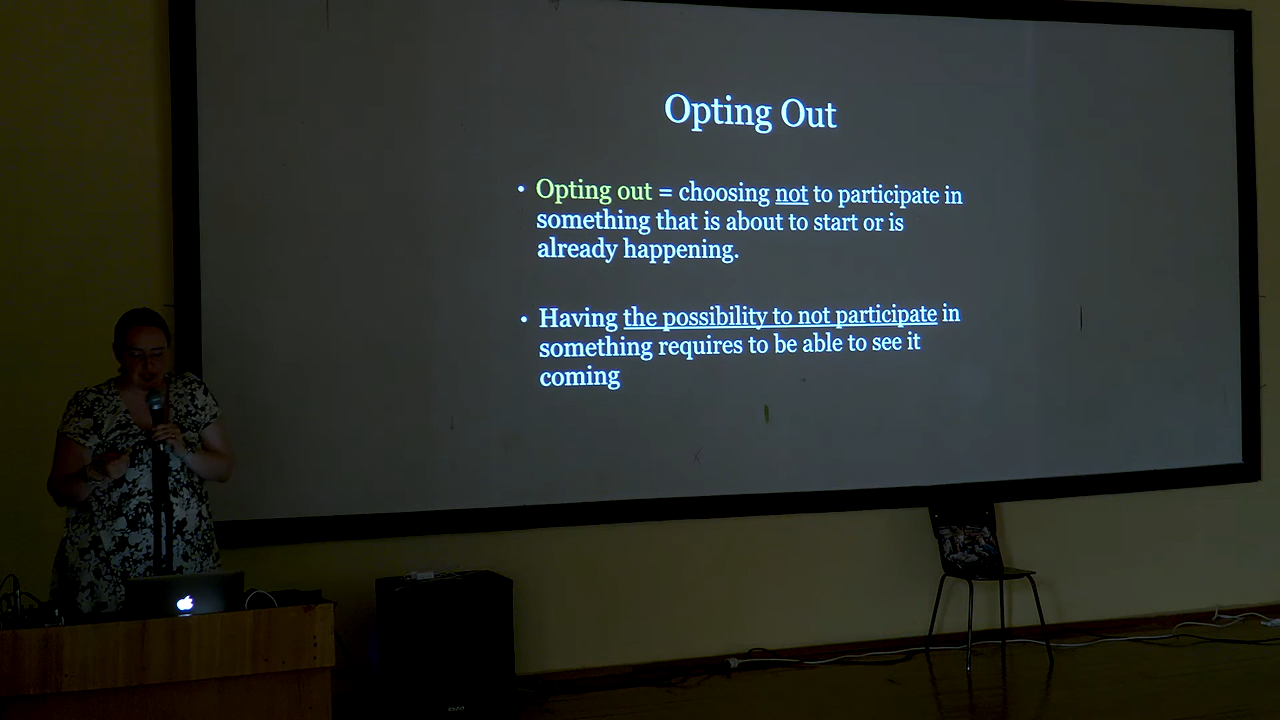 Opting Out
• Opting out = choosing not to participate in
something that is about to start or is
already happening.
• Having the possibility to not participate in
something requires to be able to see it
coming